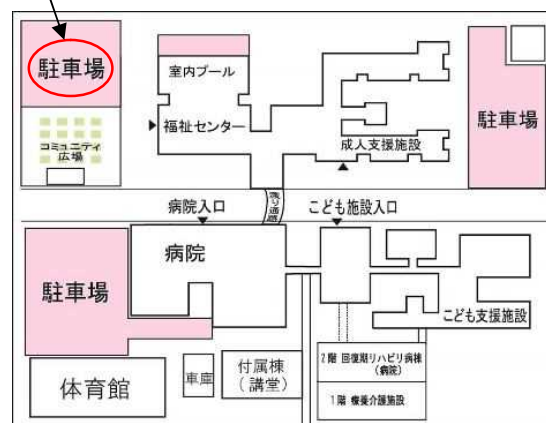 駐車場
室内プール
福祉センター
コミュニティ
広場
成人支援施設
駐車場
渡り通路
病院入口
こども施設入口
病院
駐車場
こども支援施設
体育館
車庫
付属棟
(講堂)
2階 回復期リハビリ病棟
(病院)
1階 療養介護施設